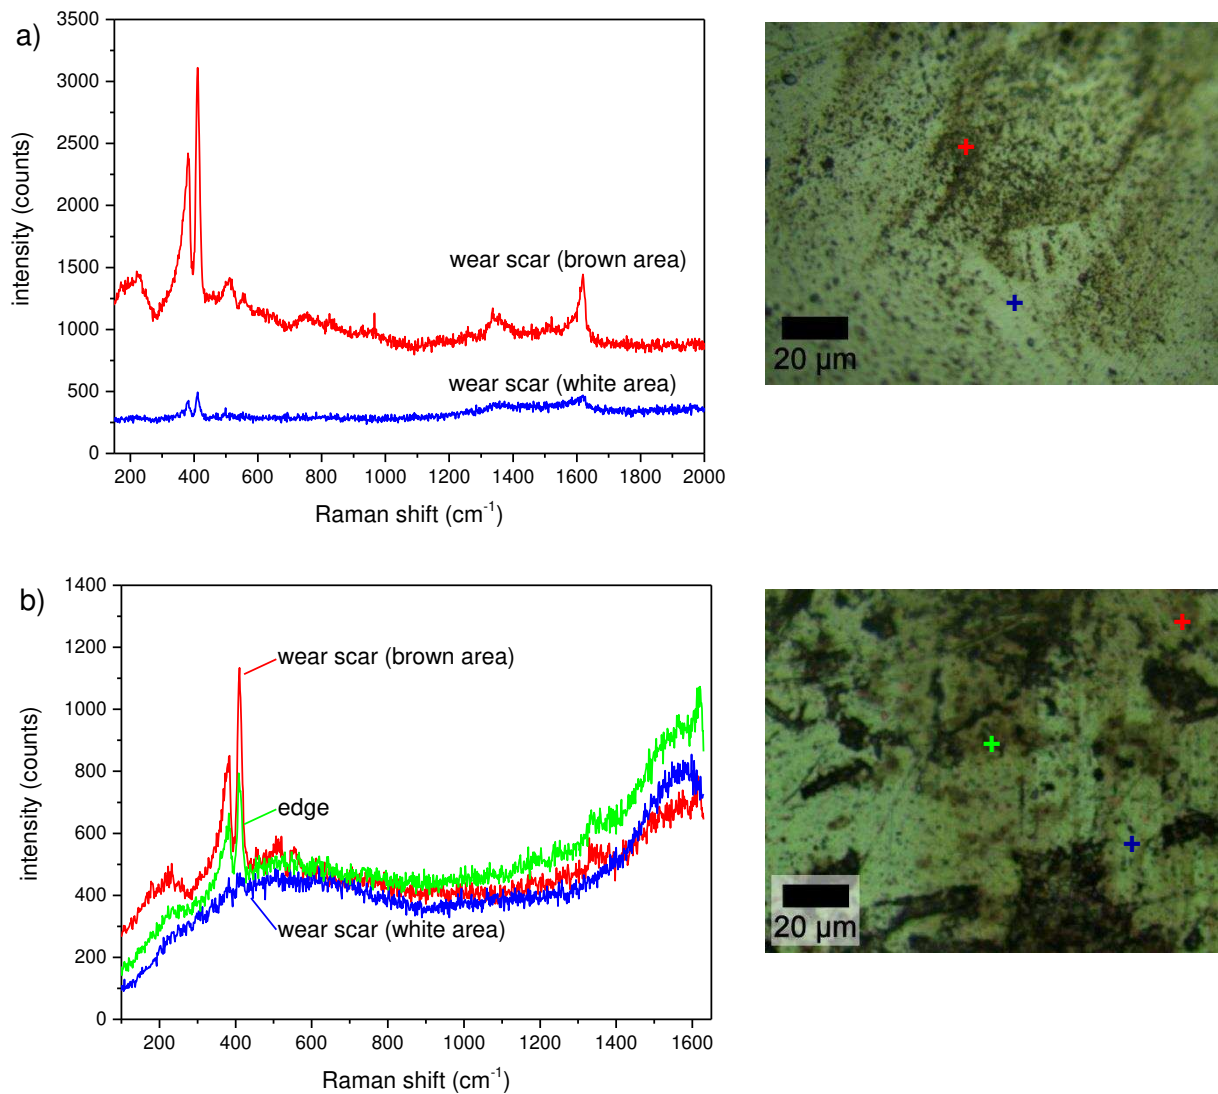 a)
3500
3000
2500
2000
1500
1000
500
0
intensity (counts)
wear scar (brown area)
wear scar (white area)
200 400 600 800 1000 1200 1400 1600 1800 2000
Raman shift (cm⁻¹)
20 µm
b)
1400
1200
1000
800
600
400
200
0
intensity (counts)
wear scar (brown area)
edge
wear scar (white area)
200 400 600 800 1000 1200 1400 1600
Raman shift (cm⁻¹)
20 µm